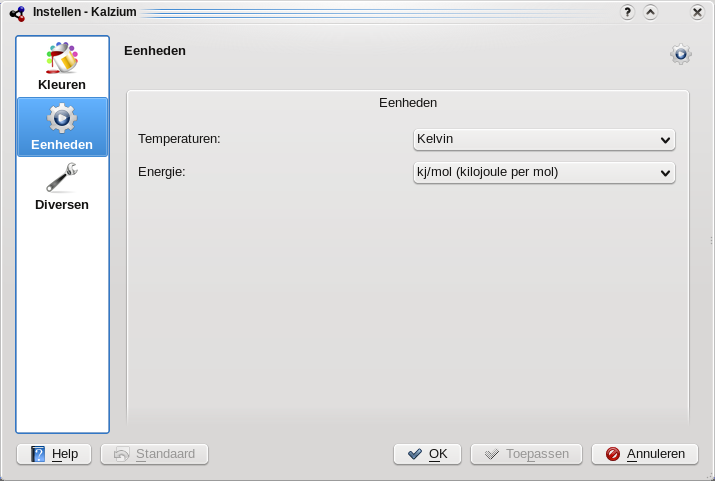 Instellen - Kalzium
Kleuren
Eenheden
Diversen
Eenheden
Eenheden
Temperaturen: Kelvin
Energie: kj/mol (kilojoule per mol)
Help Standaard OK Toepassen Annuleren